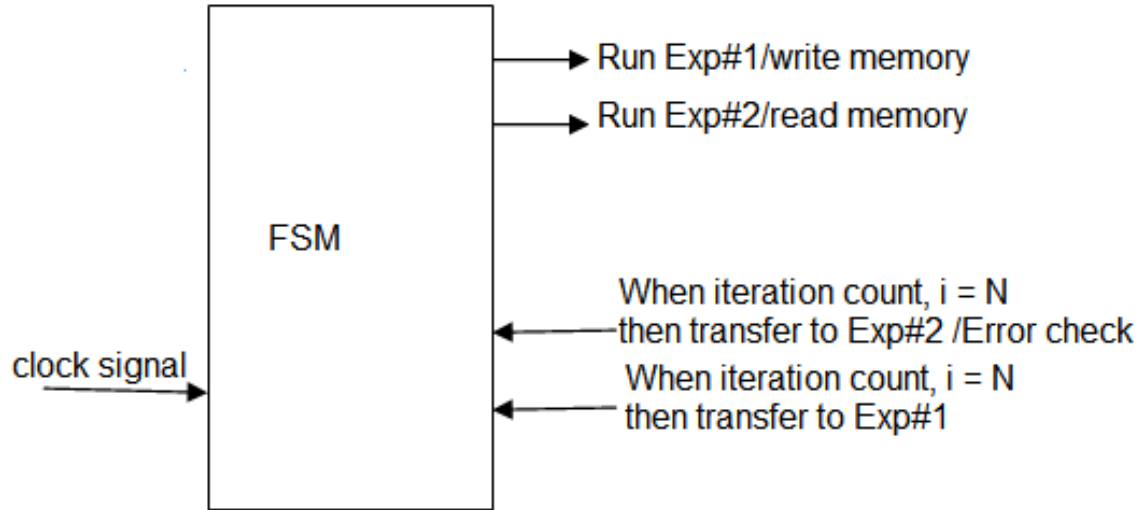 Run Exp#1/write memory
Run Exp#2/read memory
FSM
When iteration count, i = N
then transfer to Exp#2 /Error check
clock signal
When iteration count, i = N
then transfer to Exp#1